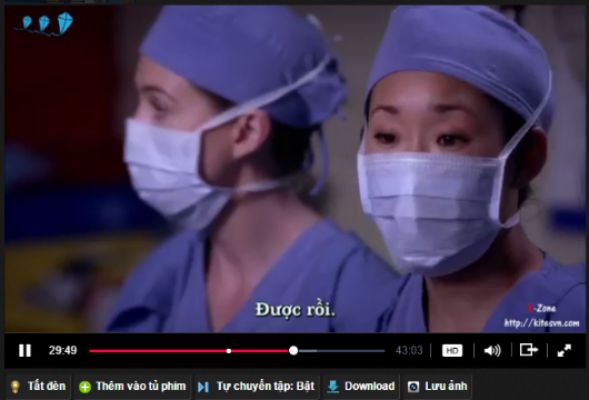 Được rồi.
K-Zone
http://kitesvn.com
29:49
43:03
HD
Tắt đèn
Thêm vào tủ phim
Tự chuyển tập: Bật
Download
Lưu ảnh